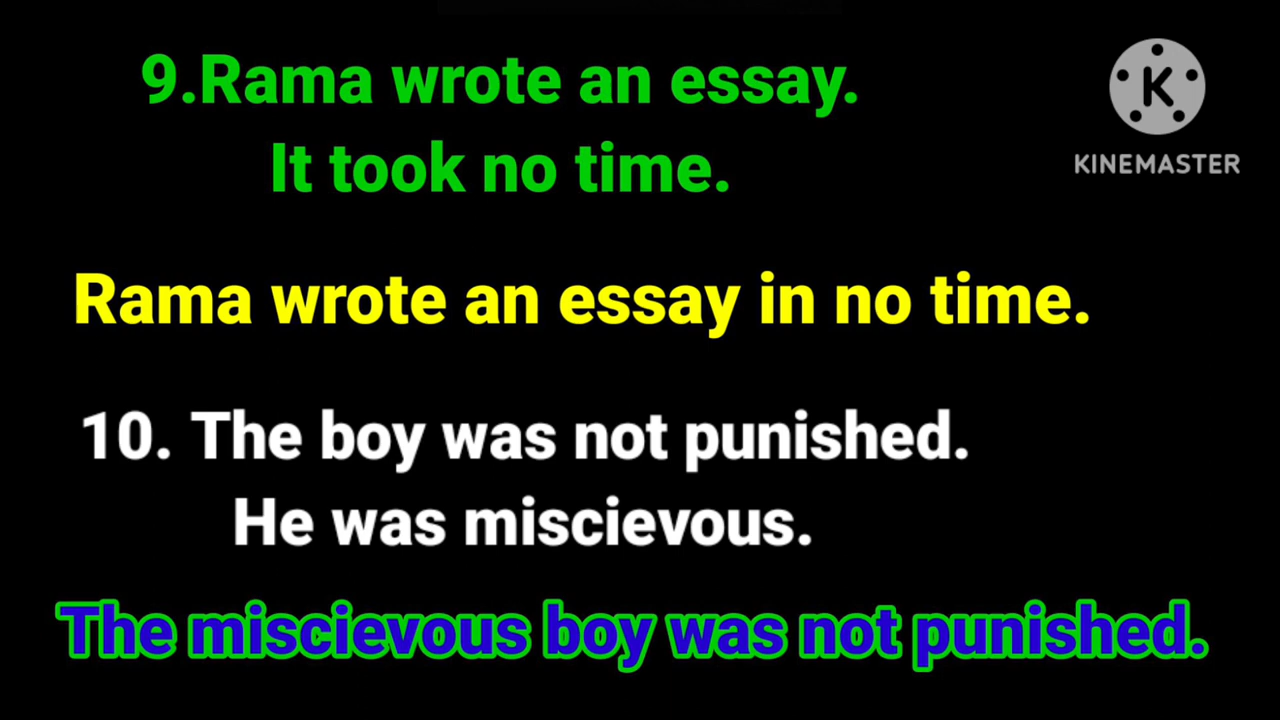 9.Rama wrote an essay.
It took no time.
K
KINEMASTER
Rama wrote an essay in no time.
10. The boy was not punished.
He was miscievous.
The miscievous boy was not punished.